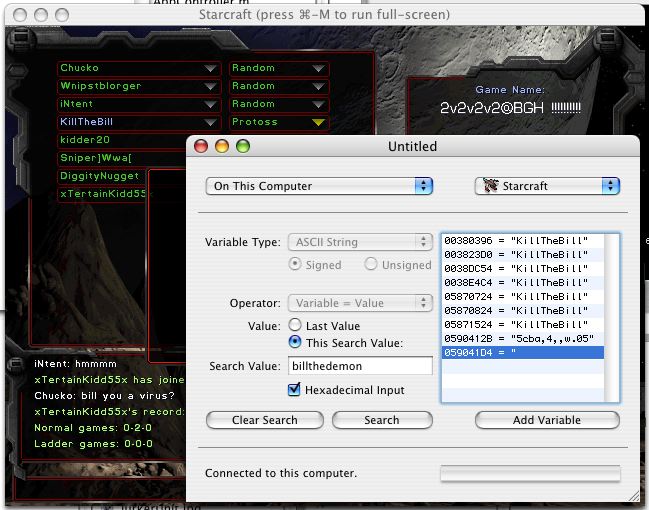 AppController.m
Starcraft (press ⌘-M to run full-screen)
Chucko Random
Wnipstblorger Random
iNtent Random
KillTheBill Protoss
kidder20
Sniper]Wwa[
DiggityNugget
xTertainKidd55x
Game Name:
2v2v2v2@BGH !!!!!!!!!!
Untitled
On This Computer
Starcraft
Variable Type: ASCII String
Signed Unsigned
Operator: Variable = Value
Value: Last Value
This Search Value:
Search Value: billthedemon
Hexadecimal Input
Clear Search Search Add Variable
00380396 = "KillTheBill"
003823D0 = "KillTheBill"
0038DC54 = "KillTheBill"
0038E4C4 = "KillTheBill"
05870724 = "KillTheBill"
05870824 = "KillTheBill"
05871524 = "KillTheBill"
0590412B = "5cba,4,,w.05"
059041D4 = "
Connected to this computer.
iNtent: hmmmm
xTertainKidd55x has joine
Chucko: bill you a virus?
xTertainKidd55x's record:
Normal games: 0-2-0
Ladder games: 0-0-0